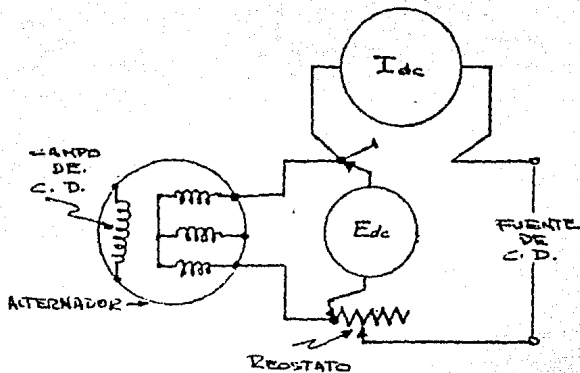 Idc
CAMPO
DE.
C. D.
Edc
FUENTE
DE
C. D.
ALTERNADOR
REOSTATO